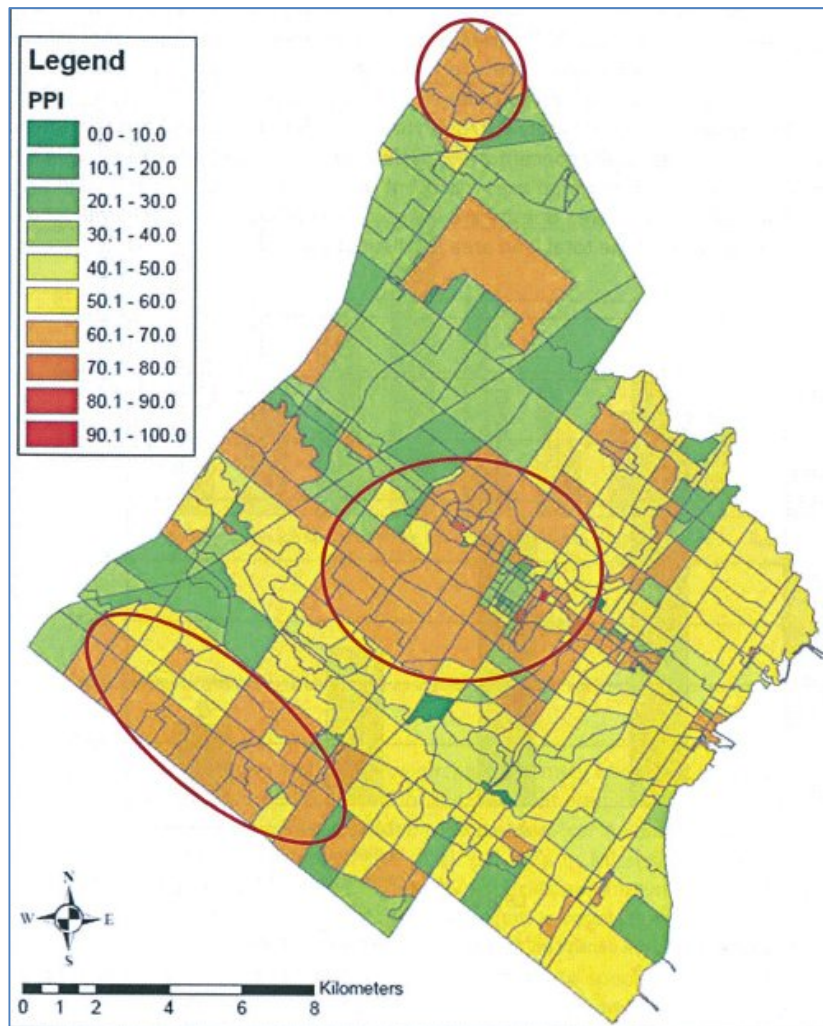 Legend
PPI
0.0 - 10.0
10.1 - 20.0
20.1 - 30.0
30.1 - 40.0
40.1 - 50.0
50.1 - 60.0
60.1 - 70.0
70.1 - 80.0
80.1 - 90.0
90.1 - 100.0
N
W E
S
Kilometers
0 1 2 4 6 8